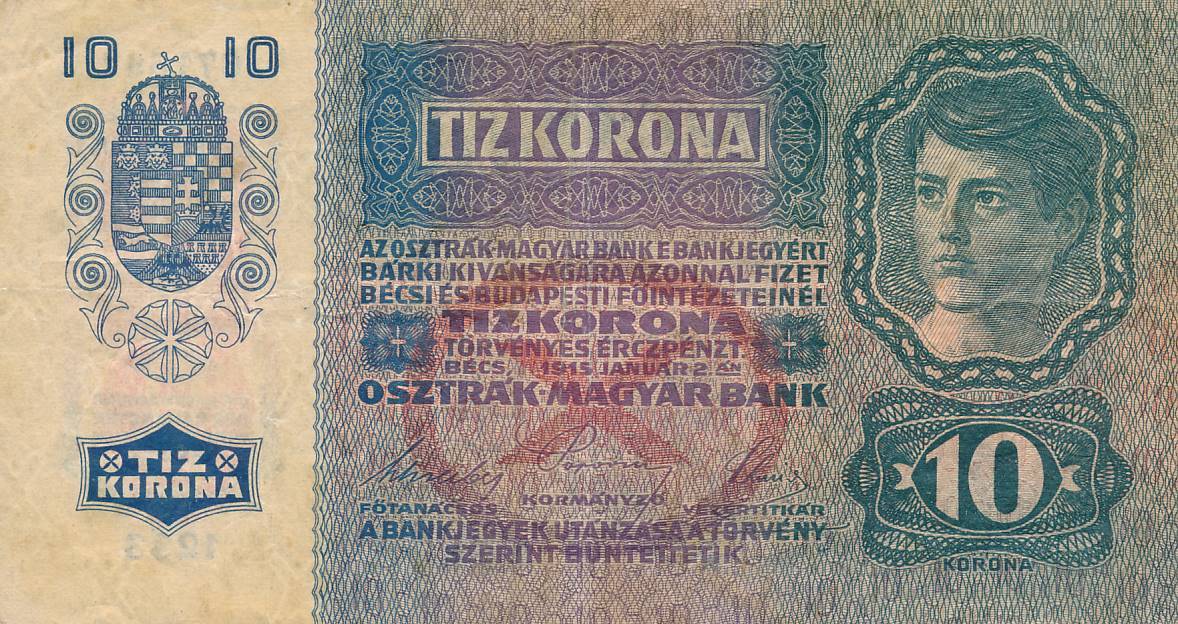 10 10
TIZ
KORONA
TIZ KORONA
AZ OSZTRÁK-MAGYAR BANK E BANKJEGYÉRT
BÁRKI KIVÁNSÁGÁRA AZONNAL FIZET
BÉCSI ÉS BUDAPESTI FŐINTÉZETEINÉL
TIZ KORONA
TÖRVÉNYES ÉRCZPÉNZT.
BÉCS, 1915. JANUÁR 2-ÁN
OSZTRÁK-MAGYAR BANK
KORMÁNYZÓ
FŐTANÁCSOS VEZÉRTITKÁR
A BANKJEGYEK UTÁNZÁSA A TÖRVÉNY
SZERINT BÜNTETTETIK.
10
KORONA